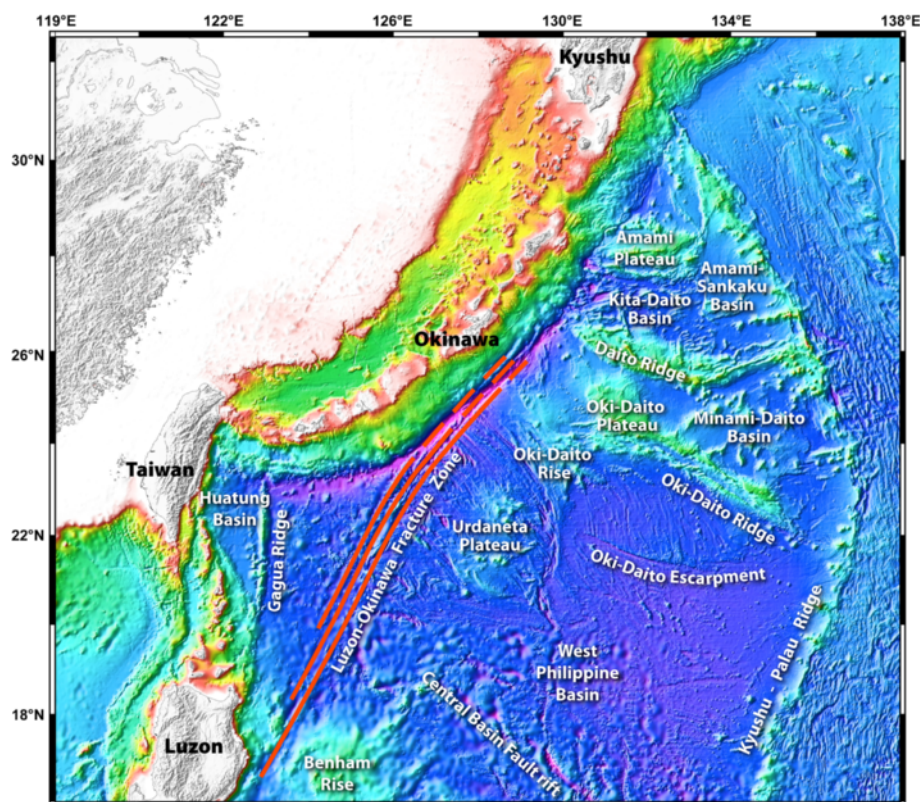 119°E 122°E 126°E 130°E 134°E 138°E
Kyushu
30°N
Amami
Plateau
Amami-
Sankaku
Basin
Kita-Daito
Basin
26°N
Okinawa
Daito Ridge
Oki-Daito
Plateau
Minami-Daito
Basin
Taiwan
Oki-Daito
Rise
Huatung
Basin
Oki-Daito Ridge
22°N
Gagua Ridge
Luzon-Okinawa Fracture Zone
Urdaneta
Plateau
Oki-Daito Escarpment
Kyushu - Palau Ridge
West
Philippine
Basin
18°N
Central Basin Fault rift
Luzon
Benham
Rise